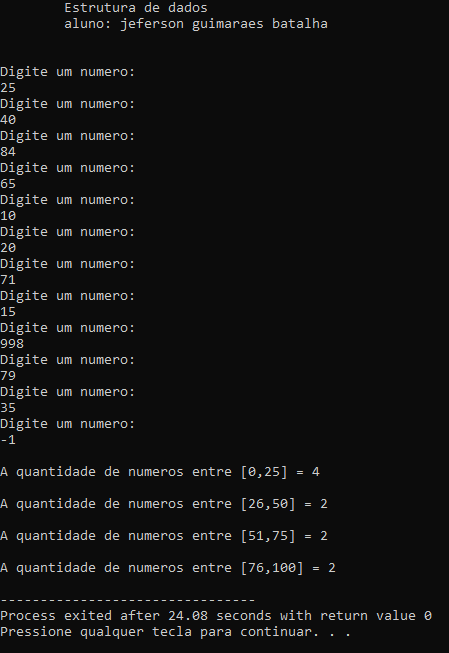 Estrutura de dados
aluno: jeferson guimaraes batalha
Digite um numero:
25
Digite um numero:
40
Digite um numero:
84
Digite um numero:
65
Digite um numero:
10
Digite um numero:
20
Digite um numero:
71
Digite um numero:
15
Digite um numero:
998
Digite um numero:
79
Digite um numero:
35
Digite um numero:
-1
A quantidade de numeros entre [0,25] = 4
A quantidade de numeros entre [26,50] = 2
A quantidade de numeros entre [51,75] = 2
A quantidade de numeros entre [76,100] = 2
--------------------------------
Process exited after 24.08 seconds with return value 0
Pressione qualquer tecla para continuar. . .